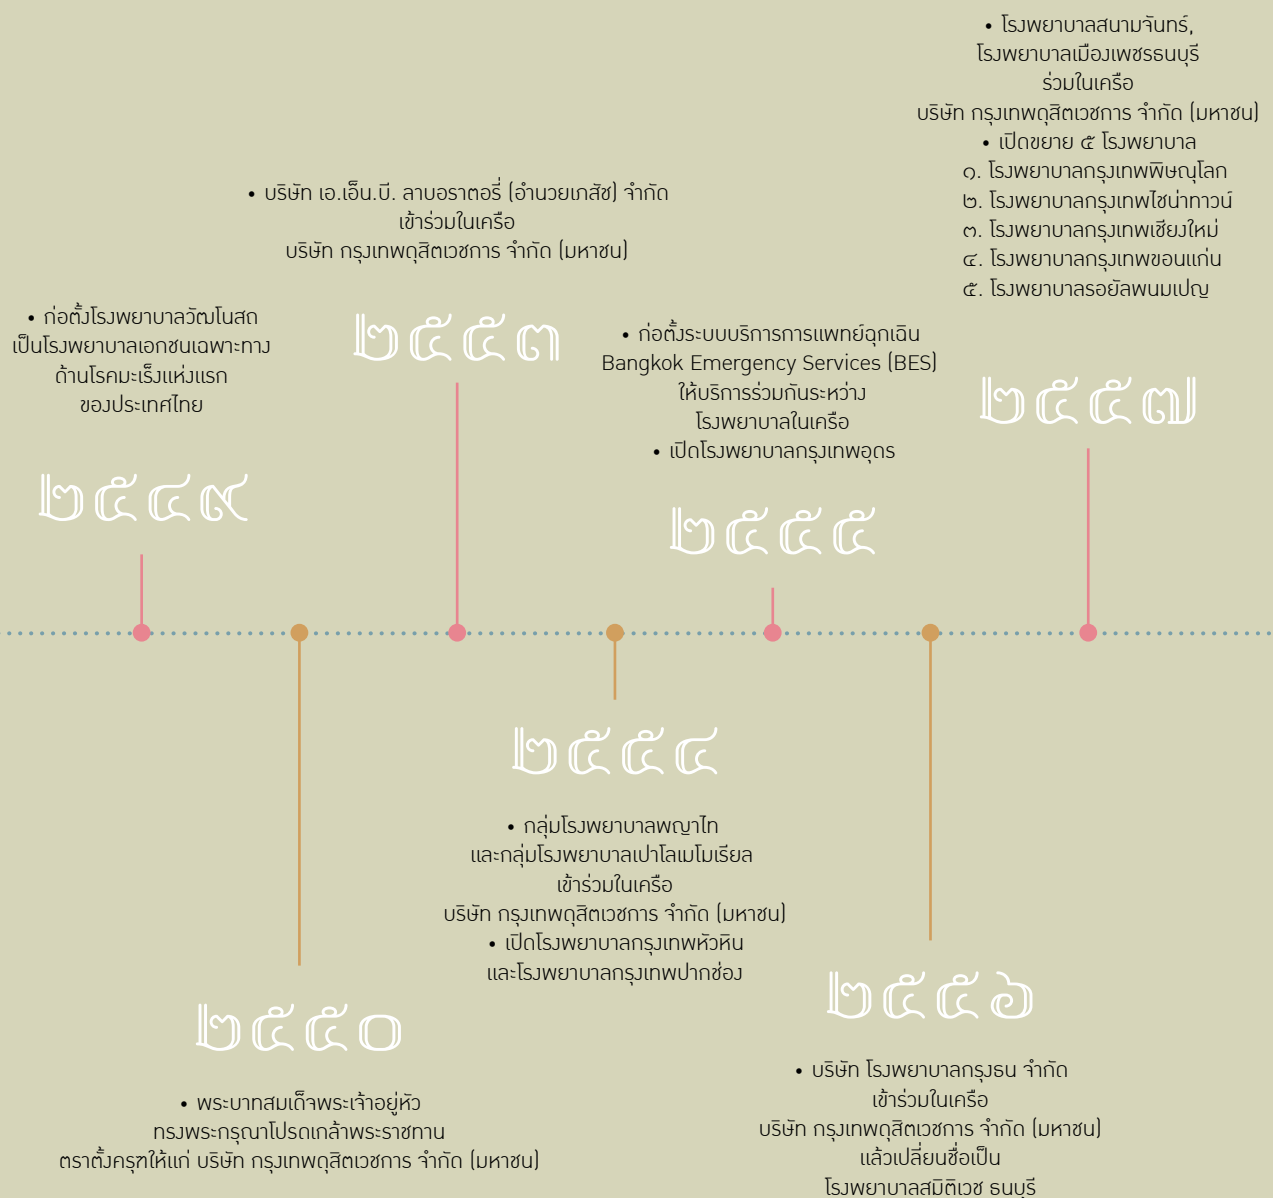 • ก่อตั้งโรงพยาบาลวัฒโนสถ
เป็นโรงพยาบาลเอกชนเฉพาะทาง
ด้านโรคมะเร็งแห่งแรก
ของประเทศไทย
๒๕๔๙
๒๕๕๐
• พระบาทสมเด็จพระเจ้าอยู่หัว
ทรงพระกรุณาโปรดเกล้าพระราชทาน
ตราตั้งครุฑให้แก่ บริษัท กรุงเทพดุสิตเวชการ จำกัด (มหาชน)
• บริษัท เอ.เอ็น.บี. ลาบอราตอรี่ (อำนวยเภสัช) จำกัด
เข้าร่วมในเครือ
บริษัท กรุงเทพดุสิตเวชการ จำกัด (มหาชน)
๒๕๕๓
๒๕๕๔
• กลุ่มโรงพยาบาลพญาไท
และกลุ่มโรงพยาบาลเปาโลเมโมเรียล
เข้าร่วมในเครือ
บริษัท กรุงเทพดุสิตเวชการ จำกัด (มหาชน)
• เปิดโรงพยาบาลกรุงเทพหัวหิน
และโรงพยาบาลกรุงเทพปากช่อง
• ก่อตั้งระบบบริการการแพทย์ฉุกเฉิน
Bangkok Emergency Services (BES)
ให้บริการร่วมกันระหว่าง
โรงพยาบาลในเครือ
• เปิดโรงพยาบาลกรุงเทพอุดร
๒๕๕๕
๒๕๕๖
• บริษัท โรงพยาบาลกรุงธน จำกัด
เข้าร่วมในเครือ
บริษัท กรุงเทพดุสิตเวชการ จำกัด (มหาชน)
แล้วเปลี่ยนชื่อเป็น
โรงพยาบาลสมิติเวช ธนบุรี
• โรงพยาบาลสนามจันทร์,
โรงพยาบาลเมืองเพชรธนบุรี
ร่วมในเครือ
บริษัท กรุงเทพดุสิตเวชการ จำกัด (มหาชน)
• เปิดขยาย ๕ โรงพยาบาล
๑. โรงพยาบาลกรุงเทพพิษณุโลก
๒. โรงพยาบาลกรุงเทพไชน่าทาวน์
๓. โรงพยาบาลกรุงเทพเชียงใหม่
๔. โรงพยาบาลกรุงเทพขอนแก่น
๕. โรงพยาบาลรอยัลพนมเปญ
๒๕๕๗